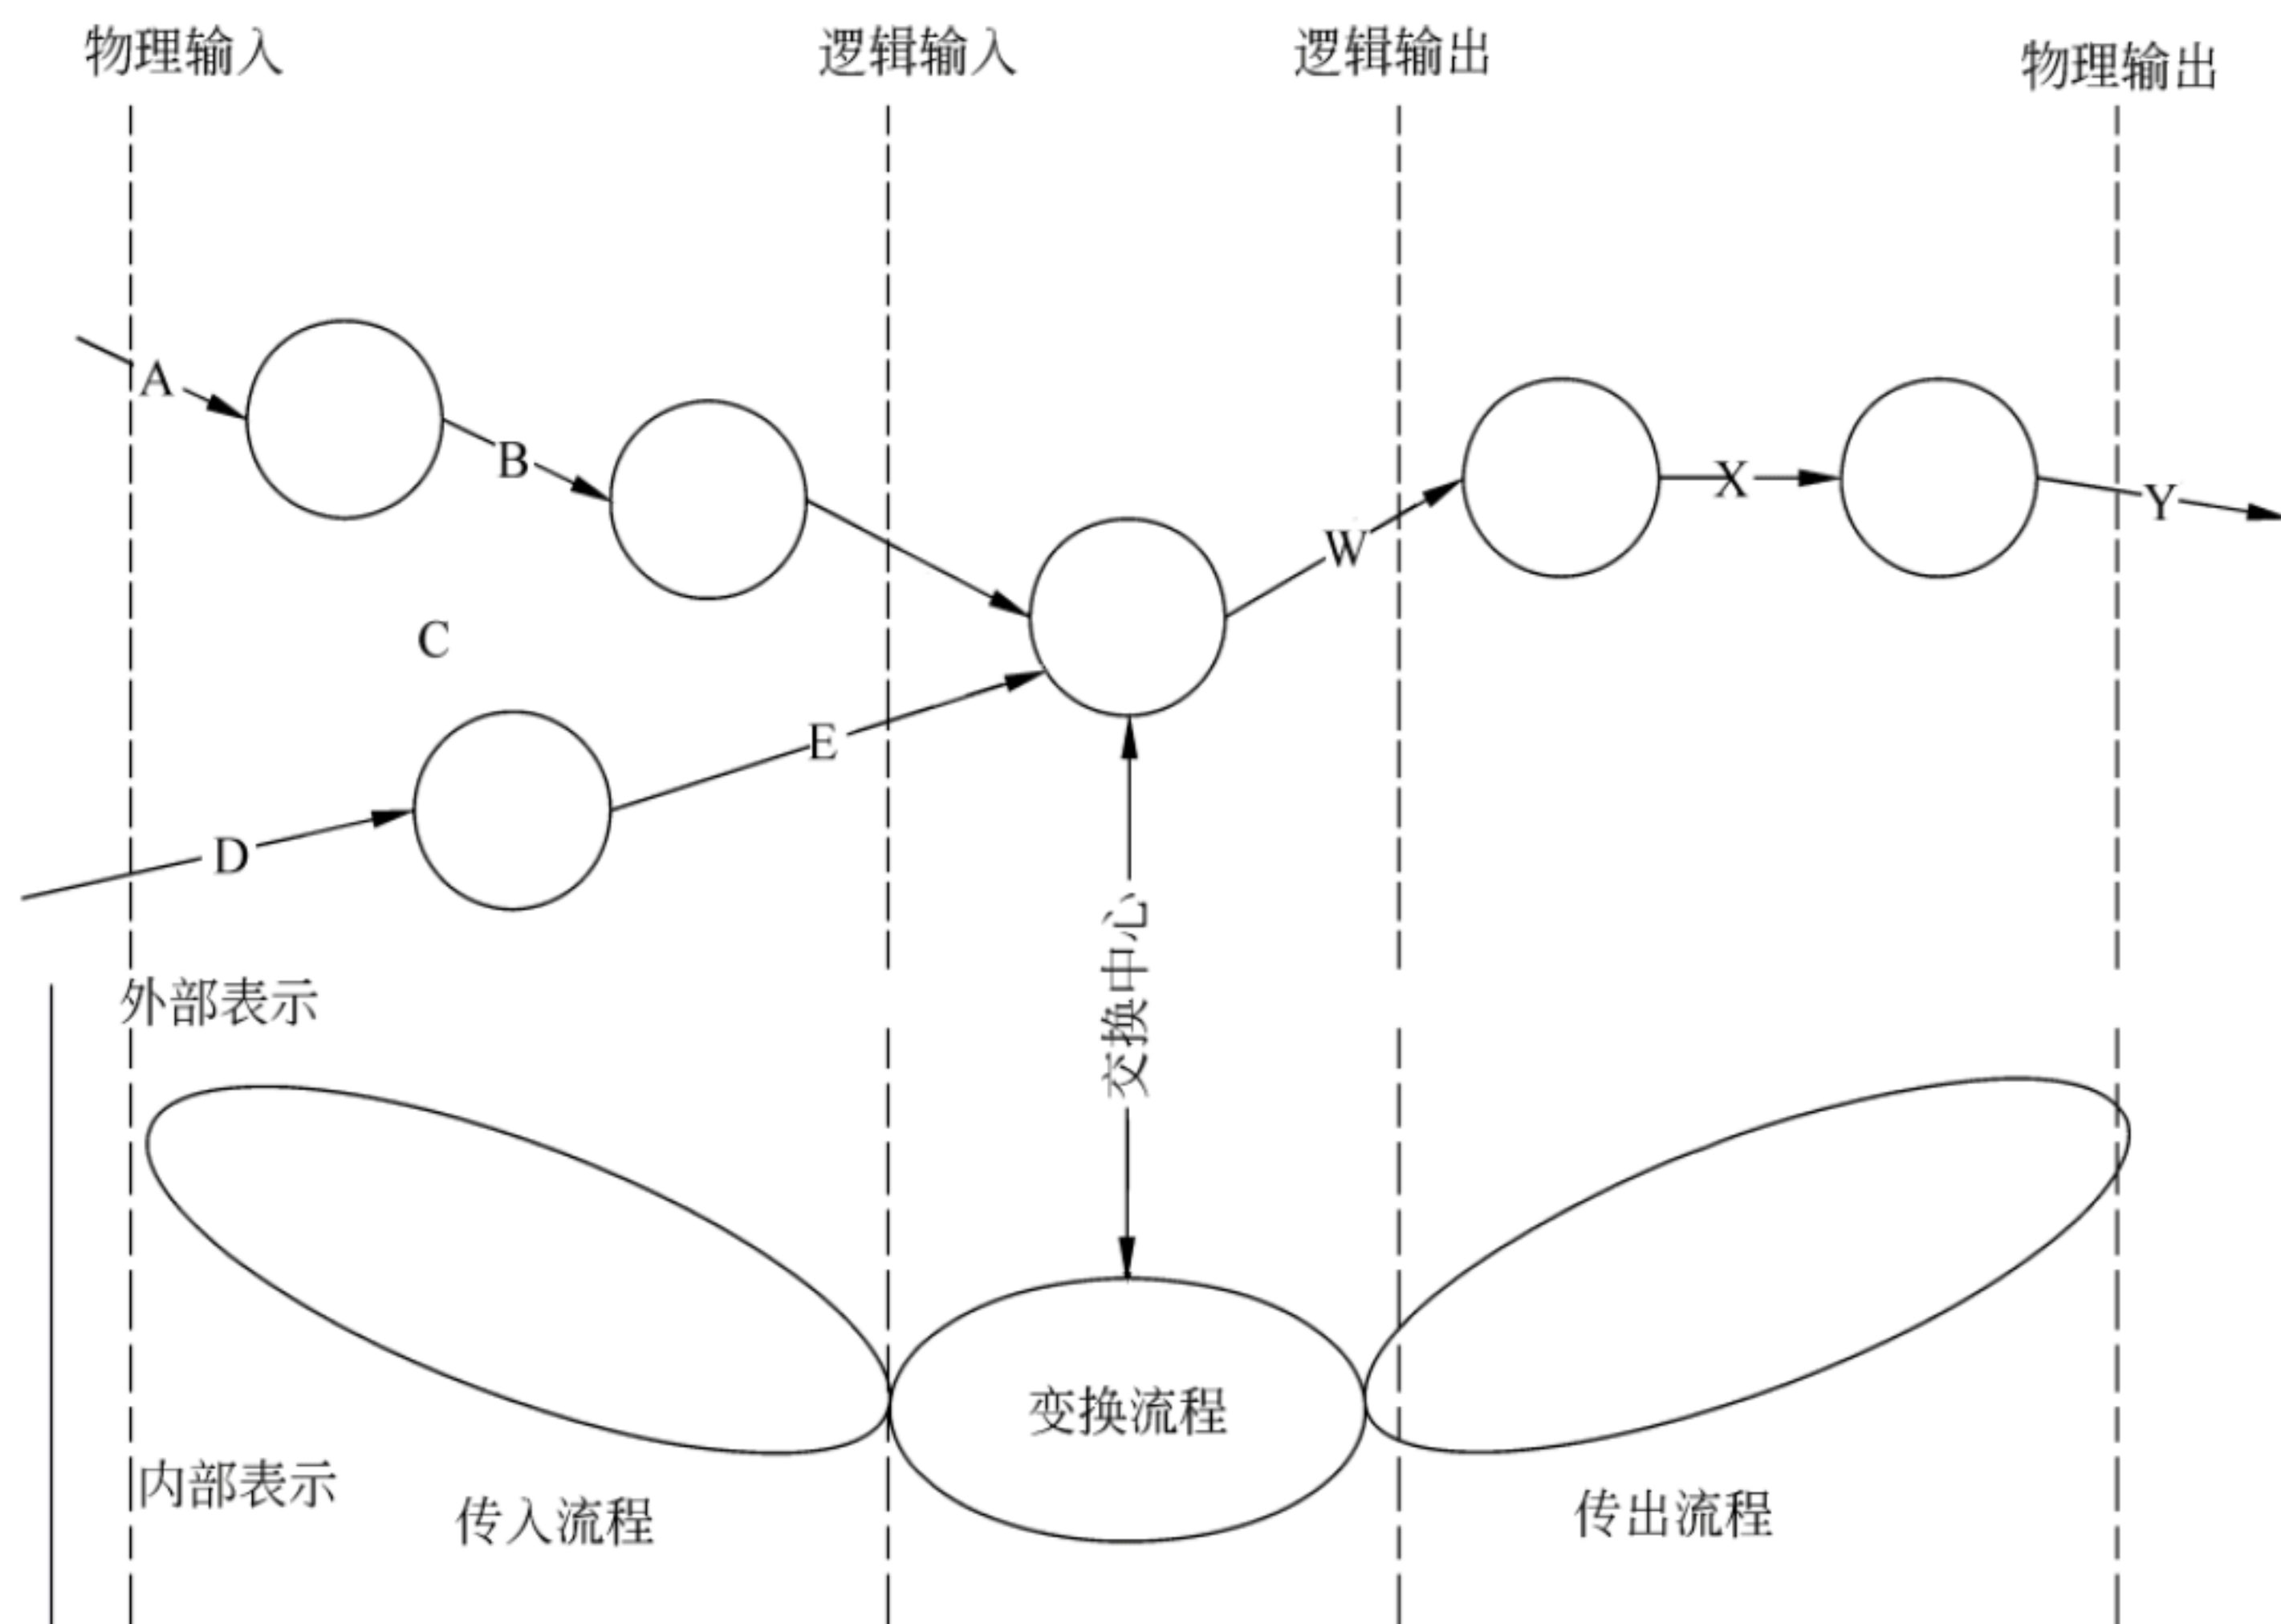 物理输入
逻辑输入
逻辑输出
物理输出
A
B
X
Y
W
C
E
D
交换中心
外部表示
变换流程
内部表示
传入流程
传出流程